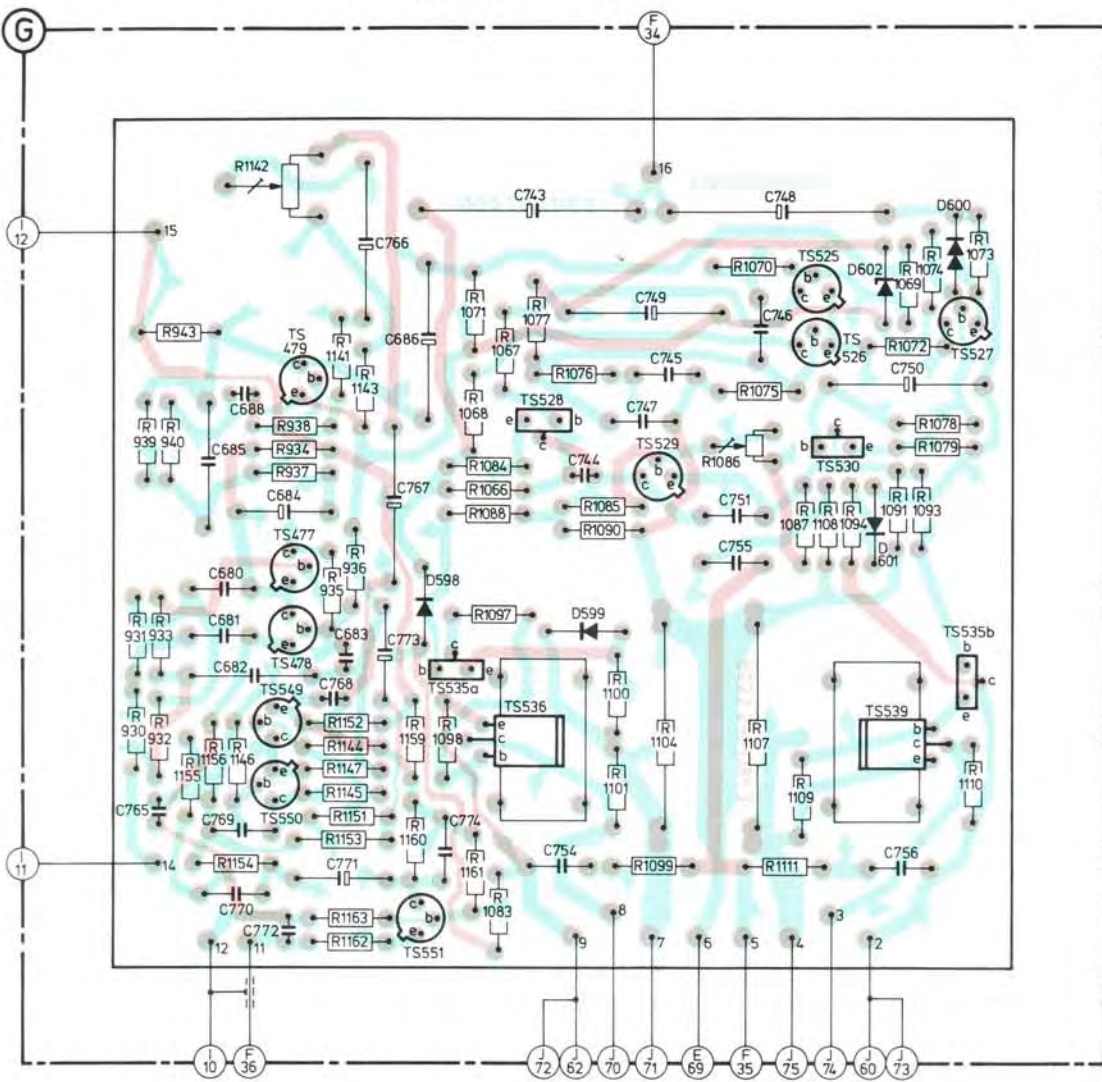 G
F 34
R1142
16
C743
C748
D600
I 12
15
C766
R 1073
R 1074
R 1069
D602
TS525
b
c e
R1070
R 1071
R 1077
C749
C746
C686
R 1067
TS 526
b
c e
R1072
TS527
b
c e
R943
TS 479
c
b
e
R 1141
R 1143
R1076
C745
R1075
C750
C688
R 1068
TS528
e b
c
C747
R938
R 939
R 940
C685
R934
R937
TS529
b
c e
R1086
c
b e
TS530
R1078
R1079
R1084
C744
R1066
C767
R1088
R1085
R1090
C684
C751
R 1087
R 1108
R 1094
D 601
R 1091
R 1093
TS477
c
b
e
R 936
R 935
C755
C680
D598
R1097
D599
R 931
R 933
C681
TS478
c
b
e
C683
C773
TS535b
b
c
e
C682
c
b e
TS535a
R 1100
C768
TS549
e
b
c
R 930
R 932
R1152
R 1159
R 1098
TS536
e
c
b
TS539
b
c
e
R 1104
R 1107
R 1156
R 1146
R1144
R 1155
R1147
R 1101
R 1109
R 1110
TS550
e
b
c
R1145
C765
C769
R1151
R 1160
C774
R1153
R 1161
I 11
14
R1154
C771
C754
R1099
R1111
C756
R 1083
C770
C772
R1163
R1162
TS551
c
b
e
12
11
9
8
7
6
5
4
3
2
I 10
F 36
J 72
J 62
J 70
J 71
E 69
F 35
J 75
J 74
J 60
J 73